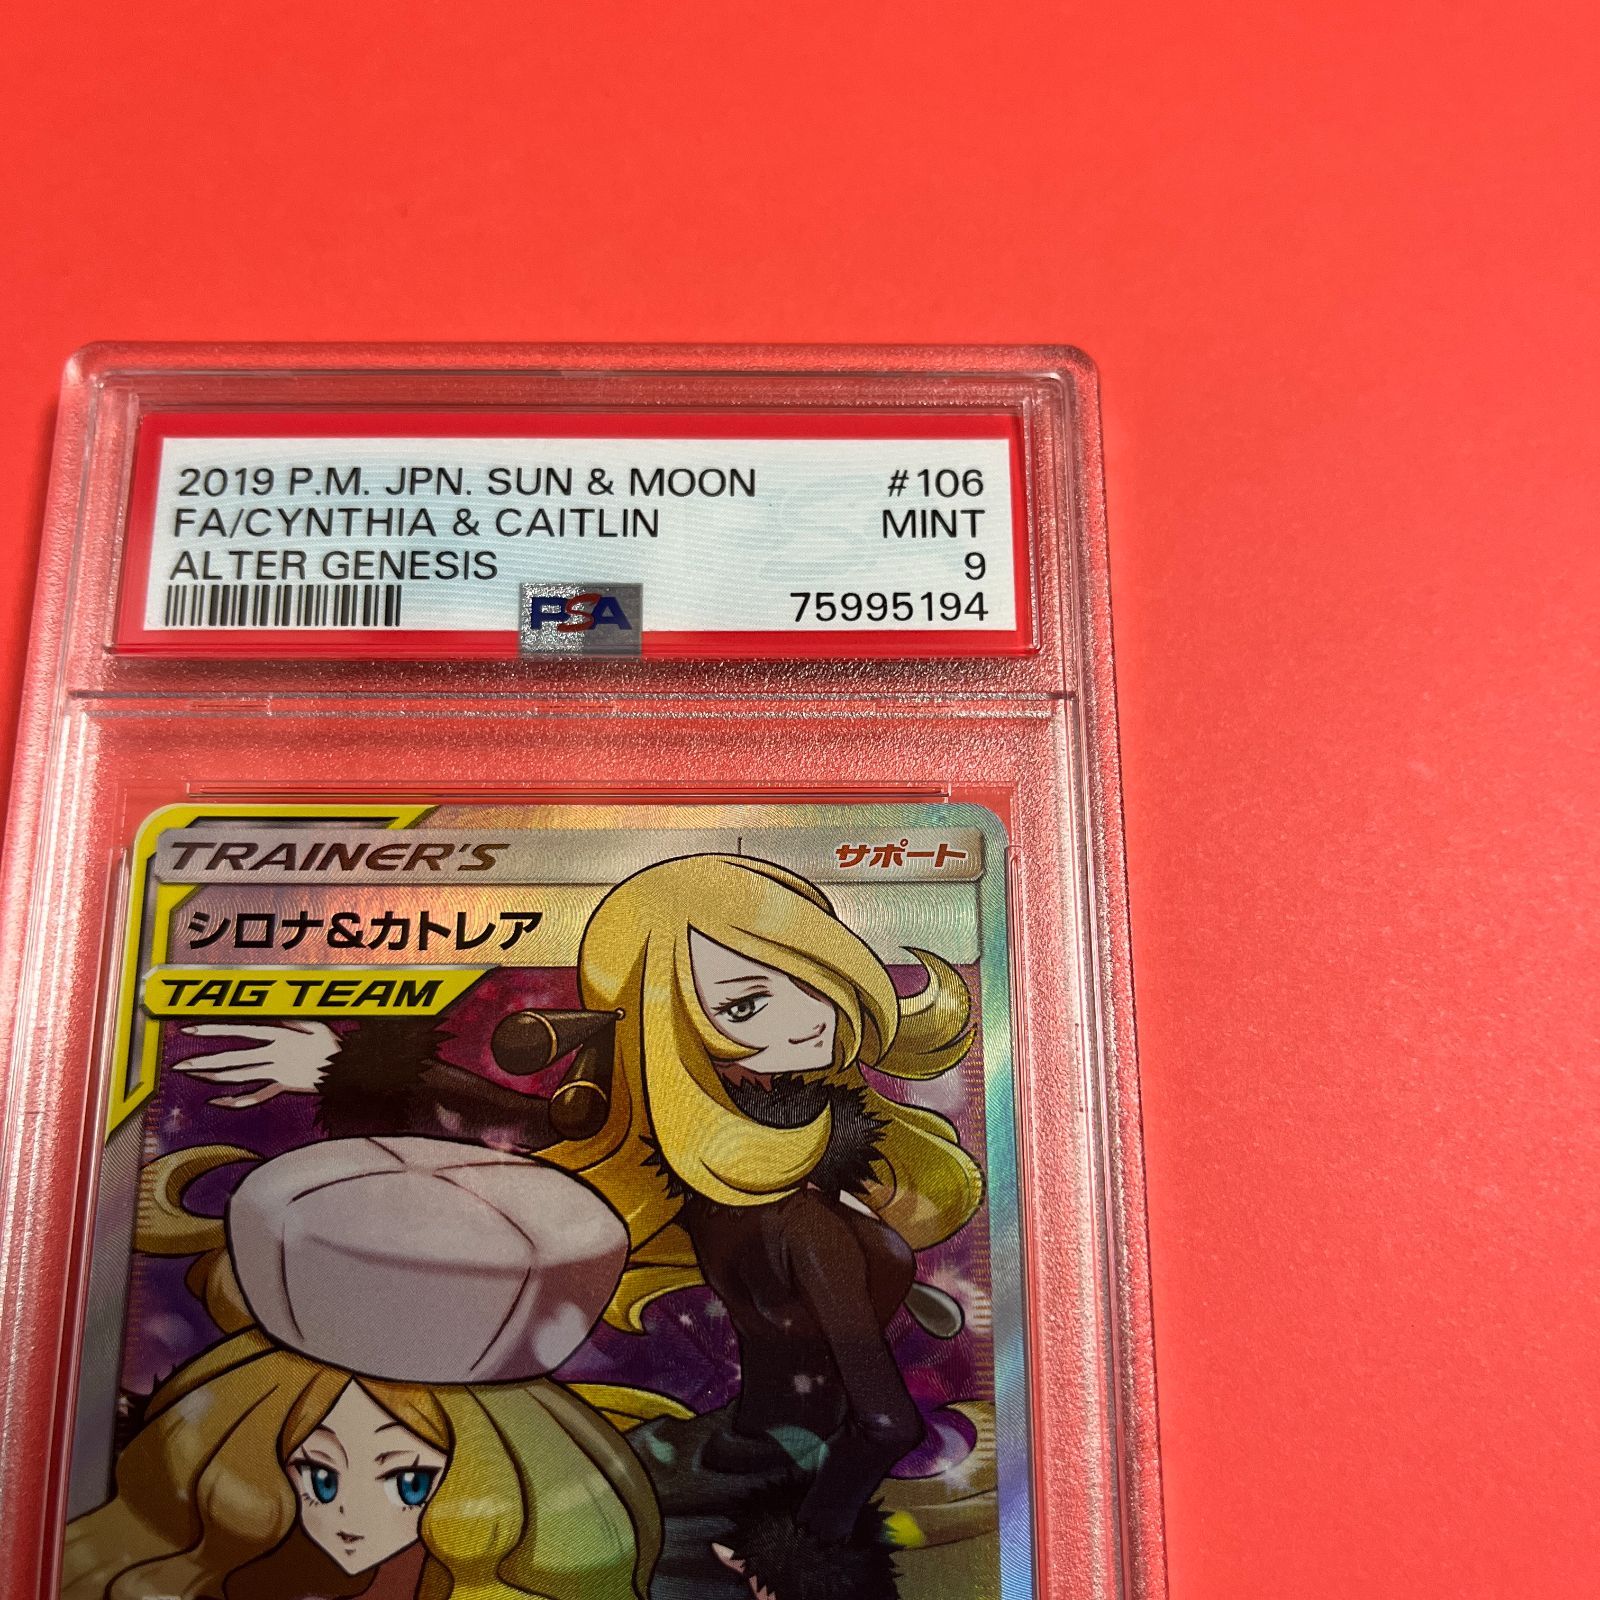 2019 P.M. JPN. SUN & MOON #106
FA/CYNTHIA & CAITLIN MINT
ALTER GENESIS 9
PSA 75995194
TRAINER'S サポート
シロナ&カトレア
TAG TEAM